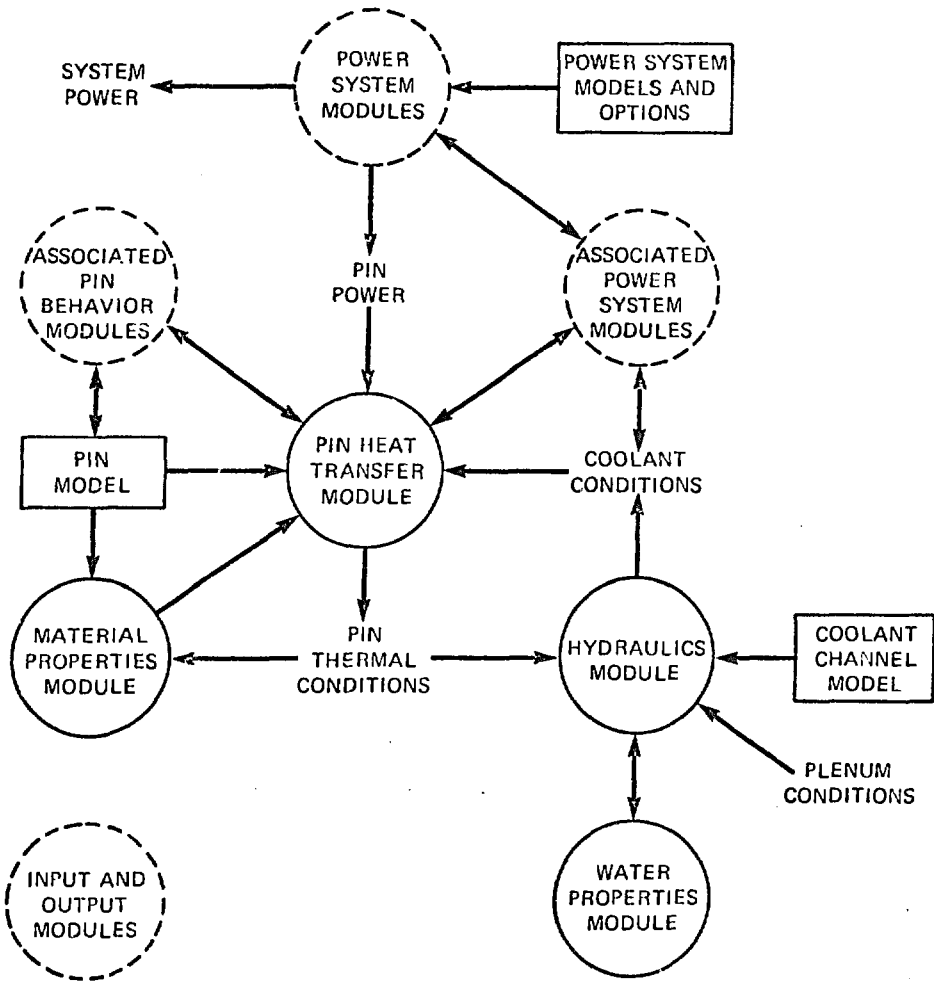 SYSTEM
POWER
POWER
SYSTEM
MODULES
POWER SYSTEM
MODELS AND
OPTIONS
ASSOCIATED
PIN
BEHAVIOR
MODULES
PIN
POWER
ASSOCIATED
POWER
SYSTEM
MODULES
PIN
MODEL
PIN HEAT
TRANSFER
MODULE
COOLANT
CONDITIONS
MATERIAL
PROPERTIES
MODULE
PIN
THERMAL
CONDITIONS
HYDRAULICS
MODULE
COOLANT
CHANNEL
MODEL
PLENUM
CONDITIONS
INPUT AND
OUTPUT
MODULES
WATER
PROPERTIES
MODULE